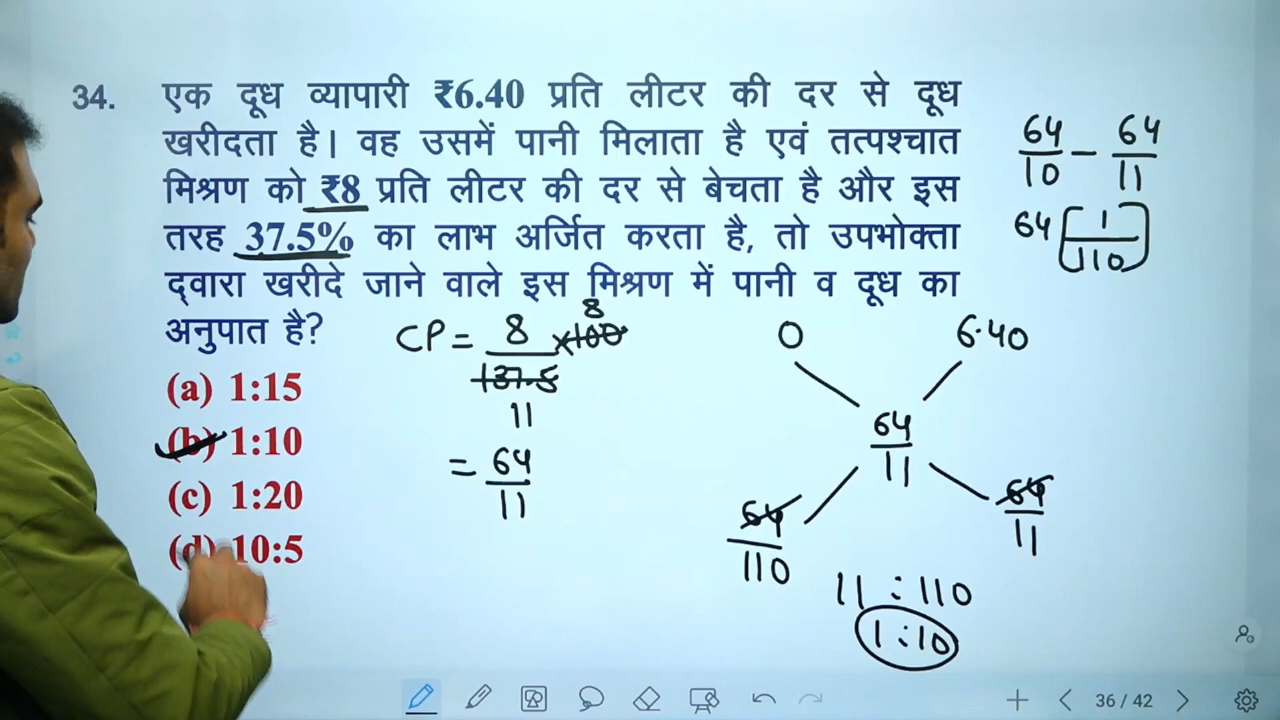 34. एक दूध व्यापारी ₹6.40 प्रति लीटर की दर से दूध
खरीदता है। वह उसमें पानी मिलाता है एवं तत्पश्चात
मिश्रण को ₹8 प्रति लीटर की दर से बेचता है और इस
तरह 37.5% का लाभ अर्जित करता है, तो उपभोक्ता
द्वारा खरीदे जाने वाले इस मिश्रण में पानी व दूध का
अनुपात है?
(a) 1:15
(b) 1:10
(c) 1:20
(d) 10:5
CP = 8/137.5 × 100
8
11
= 64/11
64/10 − 64/11
64 [1/110]
0 6.40
64/11
64/110 64/11
11 : 110
1 : 10
36 / 42